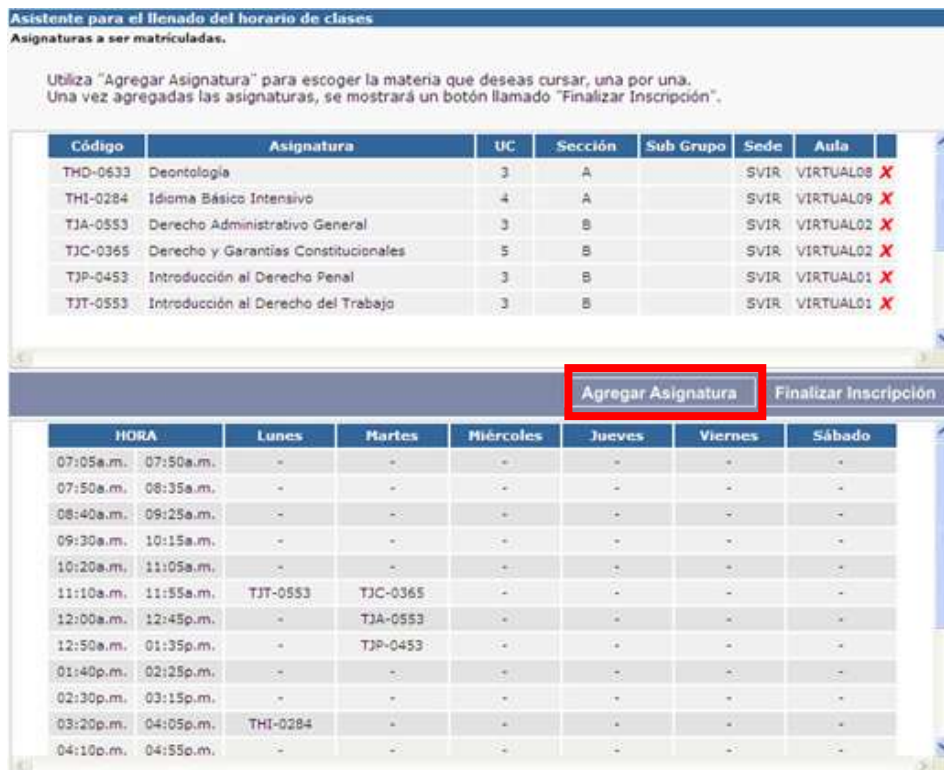 Asistente para el llenado del horario de clases
Asignaturas a ser matriculadas.
Utiliza "Agregar Asignatura" para escoger la materia que deseas cursar, una por una.
Una vez agregadas las asignaturas, se mostrará un botón llamado "Finalizar Inscripción".
Código Asignatura UC Sección Sub Grupo Sede Aula
THD-0633 Deontología 3 A SVIR VIRTUAL08 X
THI-0284 Idioma Básico Intensivo 4 A SVIR VIRTUAL09 X
TJA-0553 Derecho Administrativo General 3 B SVIR VIRTUAL02 X
TJC-0365 Derecho y Garantías Constitucionales 5 B SVIR VIRTUAL02 X
TJP-0453 Introducción al Derecho Penal 3 B SVIR VIRTUAL01 X
TJT-0553 Introducción al Derecho del Trabajo 3 B SVIR VIRTUAL01 X
Agregar Asignatura Finalizar Inscripción
HORA Lunes Martes Miércoles Jueves Viernes Sábado
07:05a.m. 07:50a.m. - - - - - -
07:50a.m. 08:35a.m. - - - - - -
08:40a.m. 09:25a.m. - - - - - -
09:30a.m. 10:15a.m. - - - - - -
10:20a.m. 11:05a.m. - - - - - -
11:10a.m. 11:55a.m. TJT-0553 TJC-0365 - - - -
12:00a.m. 12:45p.m. - TJA-0553 - - - -
12:50a.m. 01:35p.m. - TJP-0453 - - - -
01:40p.m. 02:25p.m. - - - - - -
02:30p.m. 03:15p.m. - - - - - -
03:20p.m. 04:05p.m. THI-0284 - - - - -
04:10p.m. 04:55p.m. - - - - - -